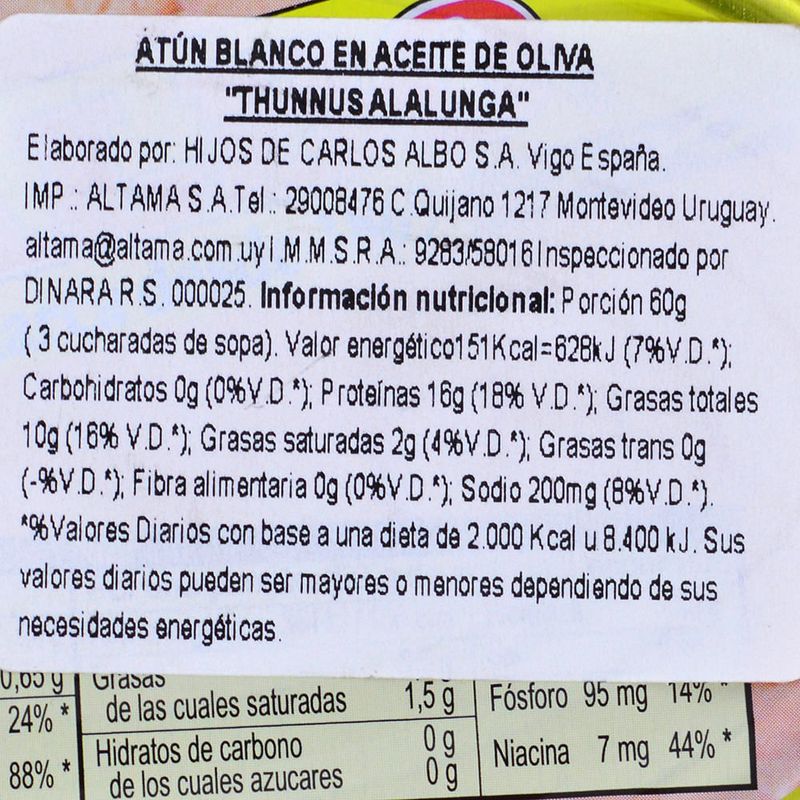 ATÚN BLANCO EN ACEITE DE OLIVA
"THUNNUS ALALUNGA"
Elaborado por: HIJOS DE CARLOS ALBO S.A. Vigo España.
IMP.: ALTAMA S.A.Tel.: 29008476 C.Quijano 1217 Montevideo Uruguay.
altama@altama.com.uy I.M.M.S.R.A.: 9283/58016 Inspeccionado por
DINARA R.S. 000025. Información nutricional: Porción 60g
( 3 cucharadas de sopa). Valor energético151Kcal=628kJ (7%V.D.*);
Carbohidratos 0g (0%V.D.*); Proteínas 16g (18% V.D.*); Grasas totales
10g (16% V.D.*); Grasas saturadas 2g (4%V.D.*); Grasas trans 0g
(-%V.D.*); Fibra alimentaria 0g (0%V.D.*); Sodio 200mg (8%V.D.*).
*%Valores Diarios con base a una dieta de 2.000 Kcal u 8.400 kJ. Sus
valores diarios pueden ser mayores o menores dependiendo de sus
necesidades energéticas.
0,65 g Grasas
24% * de las cuales saturadas 1,5 g Fósforo 95 mg 14% *
Hidratos de carbono 0 g Niacina 7 mg 44% *
88% * de los cuales azucares 0 g